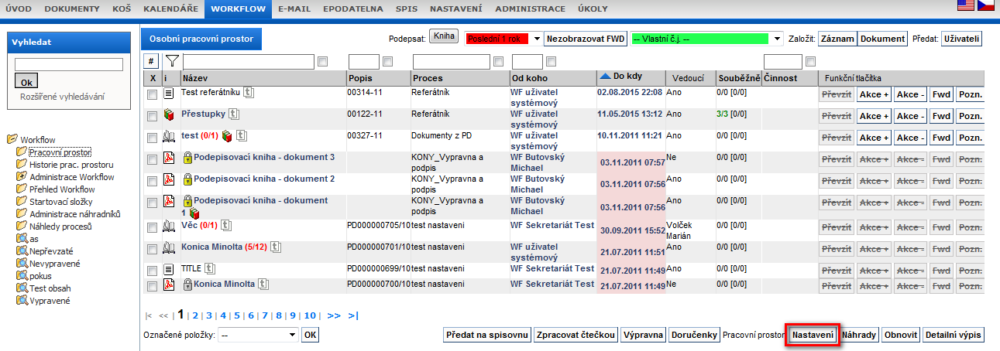 ÚVOD DOKUMENTY KOŠ KALENDÁŘE WORKFLOW E-MAIL EPODATELNA SPIS NASTAVENÍ ADMINISTRACE ÚKOLY
Vyhledat
Ok
Rozšířené vyhledávání
Workflow
Pracovní prostor
Historie prac. prostoru
Administrace Workflow
Přehled Workflow
Startovací složky
Administrace náhradníků
Náhledy procesů
as
Nepřevzaté
Nevypravené
pokus
Test obsah
Vypravené
Osobní pracovní prostor Podepsat: Kniha Poslední 1 rok Nezobrazovat FWD -- Vlastní č.j. -- Založit: Záznam Dokument Předat: Uživateli
#
X i Název Popis Proces Od koho Do kdy Vedoucí Souběžně Činnost Funkční tlačítka
Test referátníku t 00314-11 Referátník WF uživatel systémový 02.08.2015 22:08 Ano 0/0 [0/0] Převzít Akce + Akce - Fwd Pozn.
Přestupky t 00122-11 Referátník WF uživatel systémový 11.05.2015 13:12 Ano 3/3 [0/0] Převzít Akce + Akce - Fwd Pozn.
test (0/1) t 00327-11 Dokumenty z PD WF uživatel systémový 10.11.2011 11:21 Ano 0/0 [0/0] Převzít Akce + Akce - Fwd Pozn.
Podepisovací kniha - dokument 3 KONY_Vypravna a podpis WF Butovský Michael 03.11.2011 07:57 Ne 0/0 [0/0] Převzít Akce + Akce - Fwd Pozn.
Podepisovací kniha - dokument 2 KONY_Vypravna a podpis WF Butovský Michael 03.11.2011 07:56 Ano 0/0 [0/0] Převzít Akce + Akce - Fwd Pozn.
Podepisovací kniha - dokument 1 KONY_Vypravna a podpis WF Butovský Michael 03.11.2011 07:56 Ano 0/0 [0/0] Převzít Akce + Akce - Fwd Pozn.
Věc (0/1) t PD000000705/10 test nastaveni WF Sekretariát Test 30.09.2011 15:52 Volček Marián 0/0 [0/0] Převzít Akce + Akce - Fwd Pozn.
Konica Minolta (5/12) t PD000000701/10 test nastaveni WF uživatel systémový 21.07.2011 11:51 Ano 0/0 [0/0] Převzít Akce + Akce - Fwd Pozn.
TITLE t PD000000699/10 test nastaveni WF Sekretariát Test 21.07.2011 11:49 Ano 0/0 [0/0] Převzít Akce + Akce - Fwd Pozn.
Konica Minolta t PD000000700/10 test nastaveni WF Sekretariát Test 21.07.2011 11:49 Ne 0/0 [0/0] Převzít Akce + Akce - Fwd Pozn.
|< << | 1 | 2 | 3 | 4 | 5 | 6 | 7 | 8 | 9 | 10 | >> >|
Označené položky: -- OK Předat na spisovnu Zpracovat čtečkou Výpravna Doručenky Pracovní prostor Nastavení Náhrady Obnovit Detailní výpis